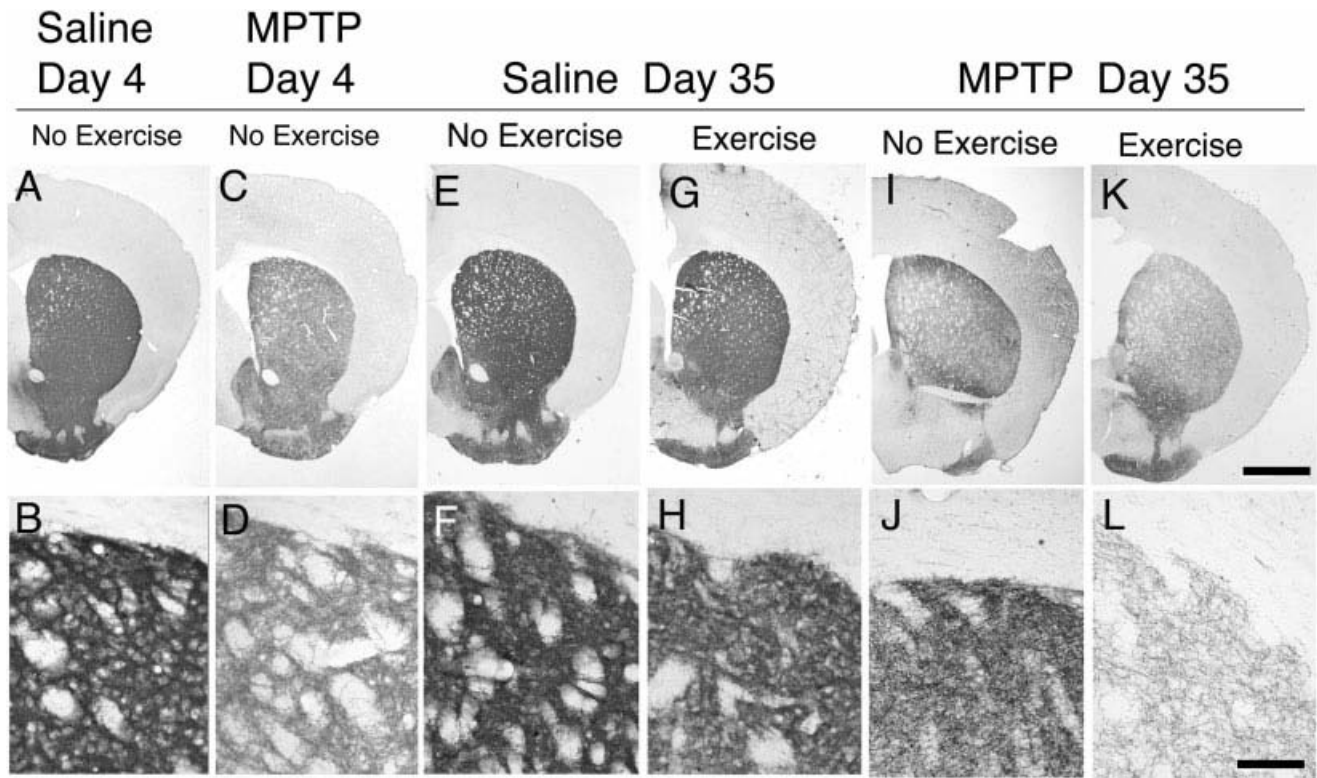 Saline MPTP
Day 4 Day 4 Saline Day 35 MPTP Day 35
No Exercise No Exercise No Exercise Exercise No Exercise Exercise
A C E G I K
B D F H J L